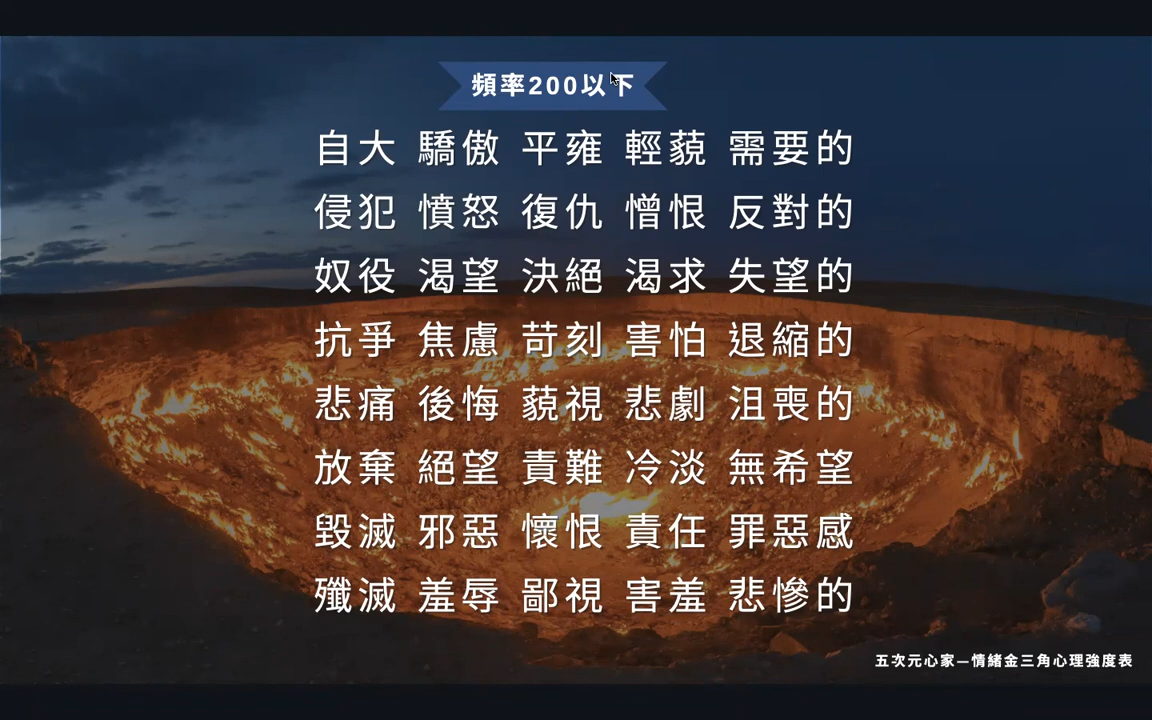 頻率200以下
自大 驕傲 平雍 輕藐 需要的
侵犯 憤怒 復仇 憎恨 反對的
奴役 渴望 決絕 渴求 失望的
抗爭 焦慮 苛刻 害怕 退縮的
悲痛 後悔 藐視 悲劇 沮喪的
放棄 絕望 責難 冷淡 無希望
毀滅 邪惡 懷恨 責任 罪惡感
殲滅 羞辱 鄙視 害羞 悲慘的
五次元心家—情緒金三角心理強度表